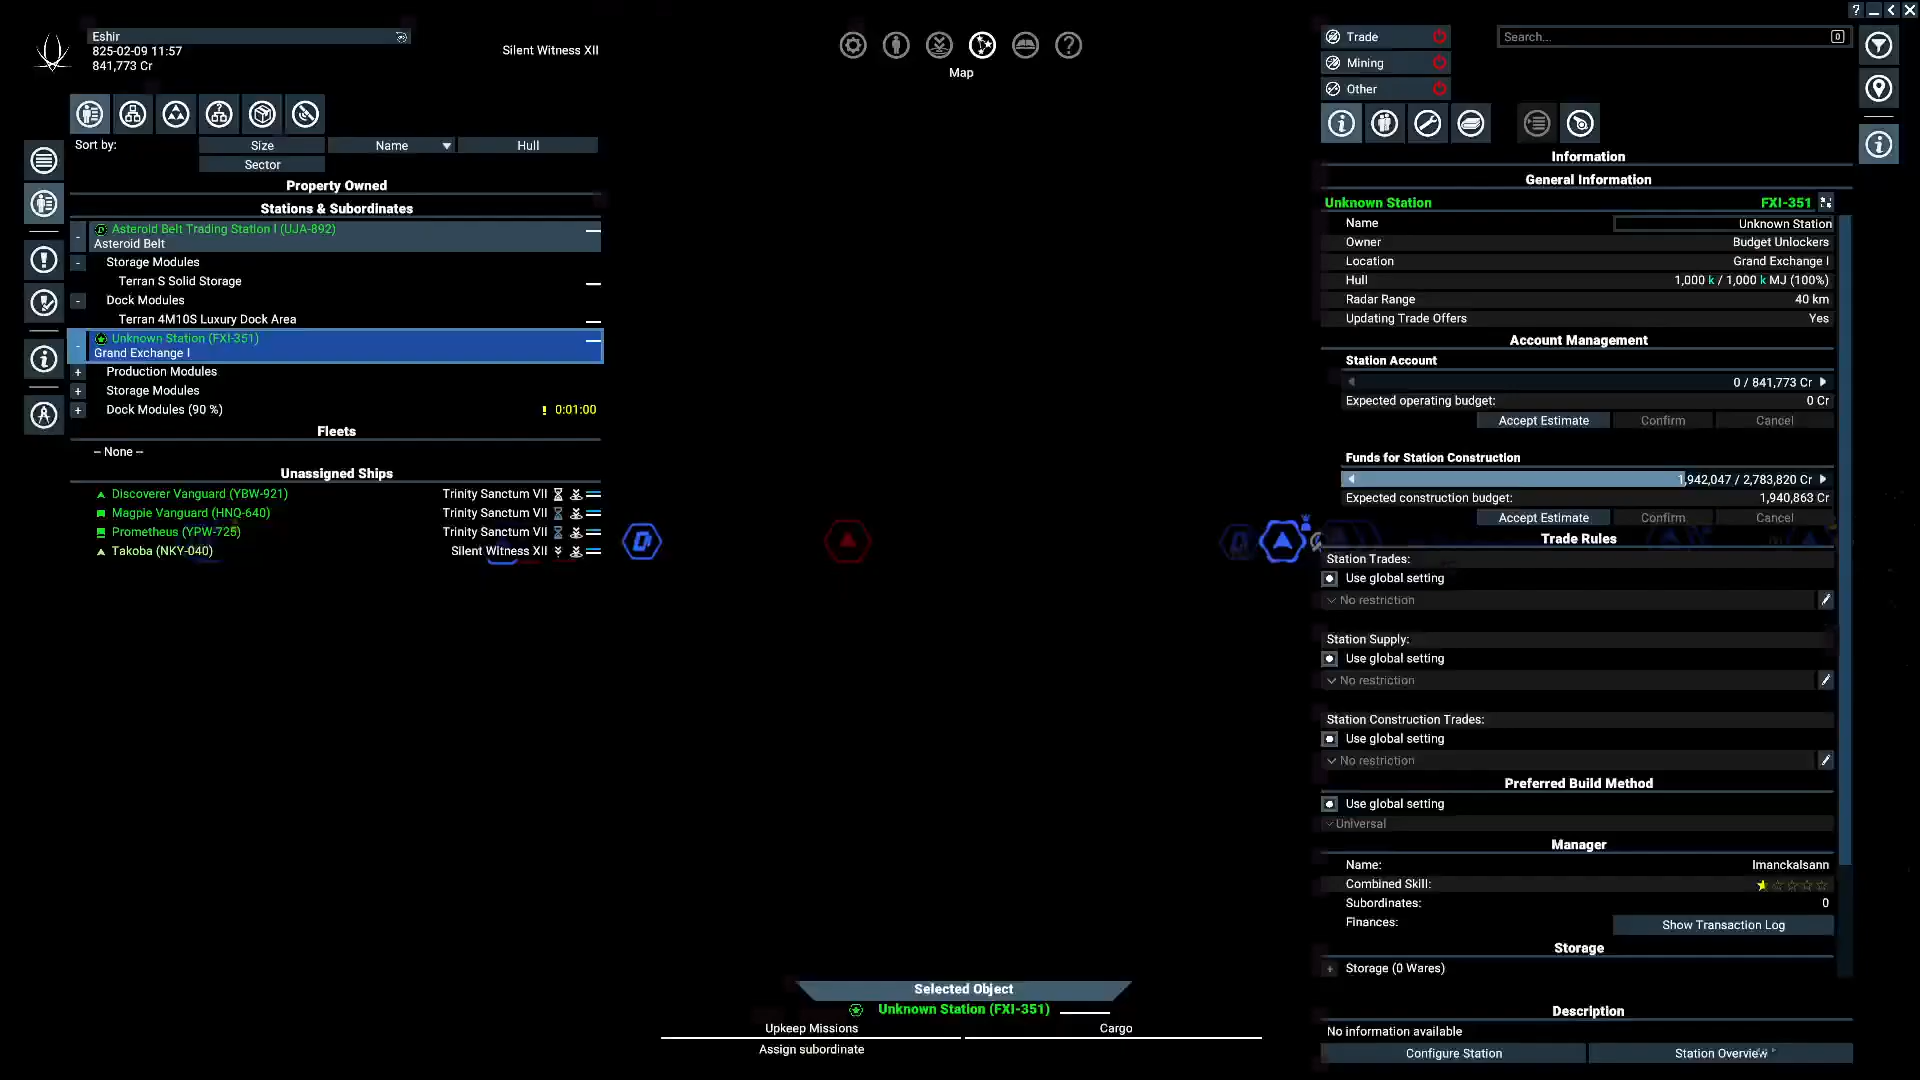 Eshir
825-02-09 11:57
841,773 Cr
Silent Witness XII
Map
Sort by:
Size
Name
Hull
Sector
Property Owned
Stations & Subordinates
- Asteroid Belt Trading Station I (UJA-892)
Asteroid Belt
- Storage Modules
Terran S Solid Storage
- Dock Modules
Terran 4M10S Luxury Dock Area
- Unknown Station (FXI-351)
Grand Exchange I
+ Production Modules
+ Storage Modules
+ Dock Modules (90 %) ! 0:01:00
Fleets
-- None --
Unassigned Ships
Discoverer Vanguard (YBW-921) Trinity Sanctum VII
Magpie Vanguard (HNQ-640) Trinity Sanctum VII
Prometheus (YPW-725) Trinity Sanctum VII
Takoba (NKY-040) Silent Witness XII
Selected Object
Unknown Station (FXI-351)
Upkeep Missions
Cargo
Assign subordinate
Trade
Mining
Other
Search...
0
Information
General Information
Unknown Station FXI-351
Name Unknown Station
Owner Budget Unlockers
Location Grand Exchange I
Hull 1,000 k / 1,000 k MJ (100%)
Radar Range 40 km
Updating Trade Offers Yes
Account Management
Station Account
0 / 841,773 Cr
Expected operating budget: 0 Cr
Accept Estimate Confirm Cancel
Funds for Station Construction
1,942,047 / 2,783,820 Cr
Expected construction budget: 1,940,863 Cr
Accept Estimate Confirm Cancel
Trade Rules
Station Trades:
Use global setting
No restriction
Station Supply:
Use global setting
No restriction
Station Construction Trades:
Use global setting
No restriction
Preferred Build Method
Use global setting
Universal
Manager
Name: Imanckalsann
Combined Skill:
Subordinates: 0
Finances: Show Transaction Log
Storage
+ Storage (0 Wares)
Description
No information available
Configure Station Station Overview